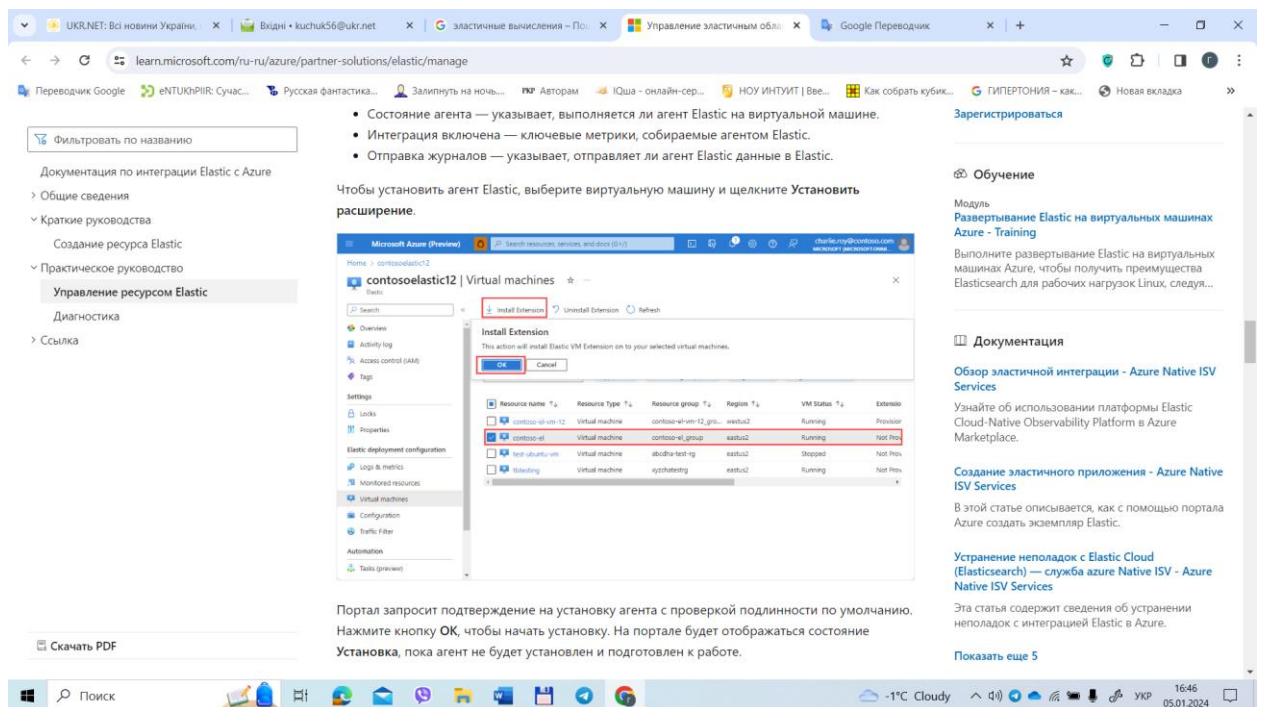 UKR.NET: Всі новини України,
Вхідні • kuchuk56@ukr.net
эластичные вычисления – По
Управление эластичным обла
Google Переводчик
learn.microsoft.com/ru-ru/azure/partner-solutions/elastic/manage
Переводчик Google
eNTUKhPIIR: Сучас...
Русская фантастика...
Залипнуть на ночь...
Авторам
IQша - онлайн-сер...
НОУ ИНТУИТ | Вве...
Как собрать кубик...
ГИПЕРТОНИЯ – как...
Новая вкладка
Фильтровать по названию
Документация по интеграции Elastic с Azure
Общие сведения
Краткие руководства
Создание ресурса Elastic
Практическое руководство
Управление ресурсом Elastic
Диагностика
Ссылка
Скачать PDF
• Состояние агента — указывает, выполняется ли агент Elastic на виртуальной машине.
• Интеграция включена — ключевые метрики, собираемые агентом Elastic.
• Отправка журналов — указывает, отправляет ли агент Elastic данные в Elastic.
Чтобы установить агент Elastic, выберите виртуальную машину и щелкните Установить
расширение.
Microsoft Azure (Preview)
Search resources, services, and docs (G+/)
charlie.roy@contoso.com
Home > contosoelastic12
contosoelastic12 | Virtual machines
Elastic
Search
Install Extension
Uninstall Extension
Refresh
Overview
Activity log
Access control (IAM)
Tags
Settings
Locks
Properties
Elastic deployment configuration
Logs & metrics
Monitored resources
Virtual machines
Configuration
Traffic Filter
Automation
Tasks (preview)
Install Extension
This action will install Elastic VM Extension on to your selected virtual machines.
OK
Cancel
Resource name Resource Type Resource group Region VM Status Extensio
contoso-el-vm-12 Virtual machine contoso-el-vm-12_gro... westus2 Running Provision
contoso-el Virtual machine contoso-el_group eastus2 Running Not Prov
test-ubuntu-vm Virtual machine abcdha-test-rg eastus2 Stopped Not Prov
Virtual machine xyzchatestrg eastus2 Running Not Prov
Портал запросит подтверждение на установку агента с проверкой подлинности по умолчанию.
Нажмите кнопку OK, чтобы начать установку. На портале будет отображаться состояние
Установка, пока агент не будет установлен и подготовлен к работе.
Зарегистрироваться
Обучение
Модуль
Развертывание Elastic на виртуальных машинах
Azure - Training
Выполните развертывание Elastic на виртуальных
машинах Azure, чтобы получить преимущества
Elasticsearch для рабочих нагрузок Linux, следуя...
Документация
Обзор эластичной интеграции - Azure Native ISV
Services
Узнайте об использовании платформы Elastic
Cloud-Native Observability Platform в Azure
Marketplace.
Создание эластичного приложения - Azure Native
ISV Services
В этой статье описывается, как с помощью портала
Azure создать экземпляр Elastic.
Устранение неполадок с Elastic Cloud
(Elasticsearch) — служба azure Native ISV - Azure
Native ISV Services
Эта статья содержит сведения об устранении
неполадок с интеграцией Elastic в Azure.
Показать еще 5
Поиск
-1°C Cloudy
УКР
16:46
05.01.2024